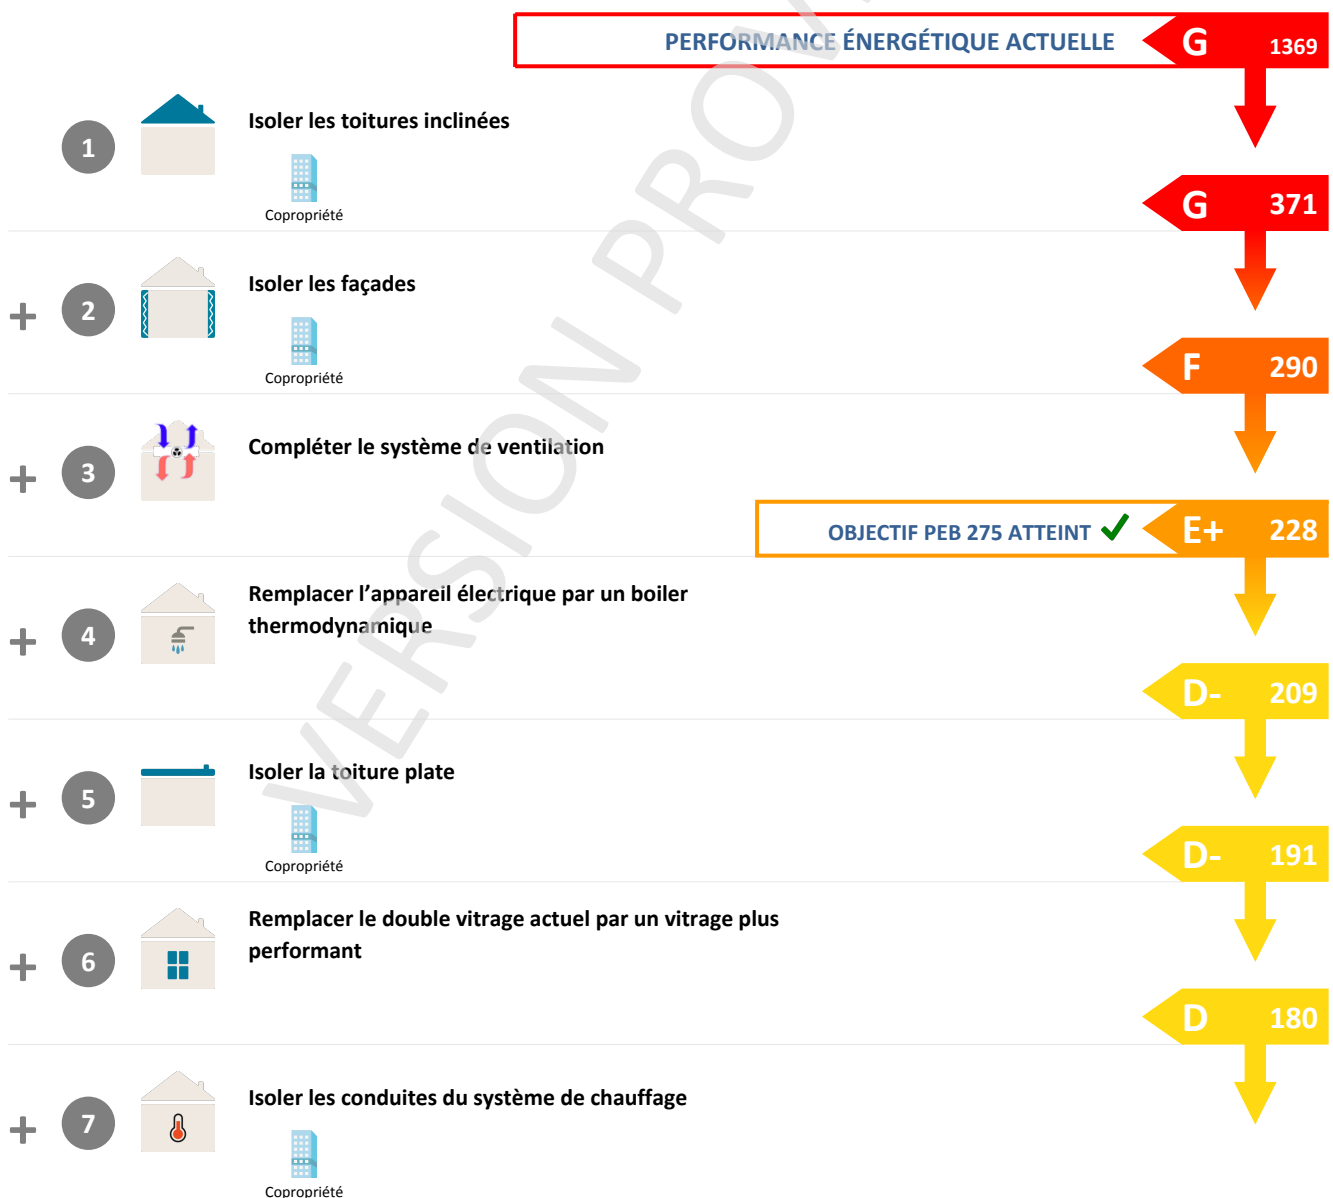 PERFORMANCE ÉNERGÉTIQUE ACTUELLE G 1369
1 Isoler les toitures inclinées
Copropriété
G 371
+ 2 Isoler les façades
Copropriété
F 290
+ 3 Compléter le système de ventilation
OBJECTIF PEB 275 ATTEINT E+ 228
+ 4 Remplacer l’appareil électrique par un boiler
thermodynamique
D- 209
+ 5 Isoler la toiture plate
Copropriété
D- 191
+ 6 Remplacer le double vitrage actuel par un vitrage plus
performant
D 180
+ 7 Isoler les conduites du système de chauffage
Copropriété
VERSION PROV